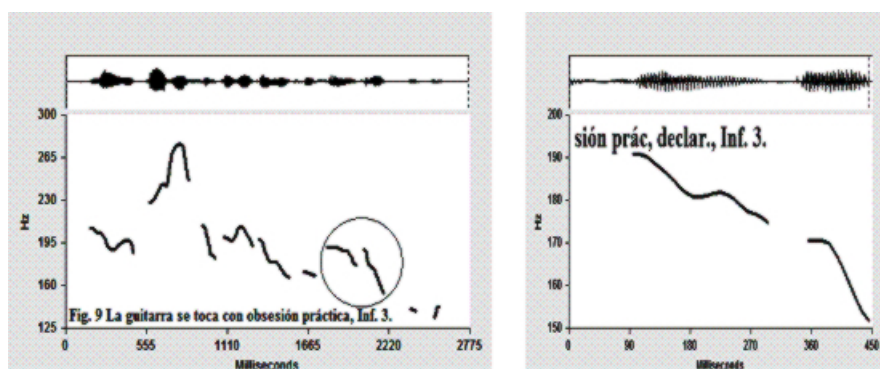 300
265
230
195
160
125
Hz
Fig. 9 La guitarra se toca con obsesión práctica, Inf. 3.
0 555 1110 1665 2220 2775
Milliseconds
200
190
180
170
160
150
Hz
sión prác, declar., Inf. 3.
0 90 180 270 360 450
Milliseconds